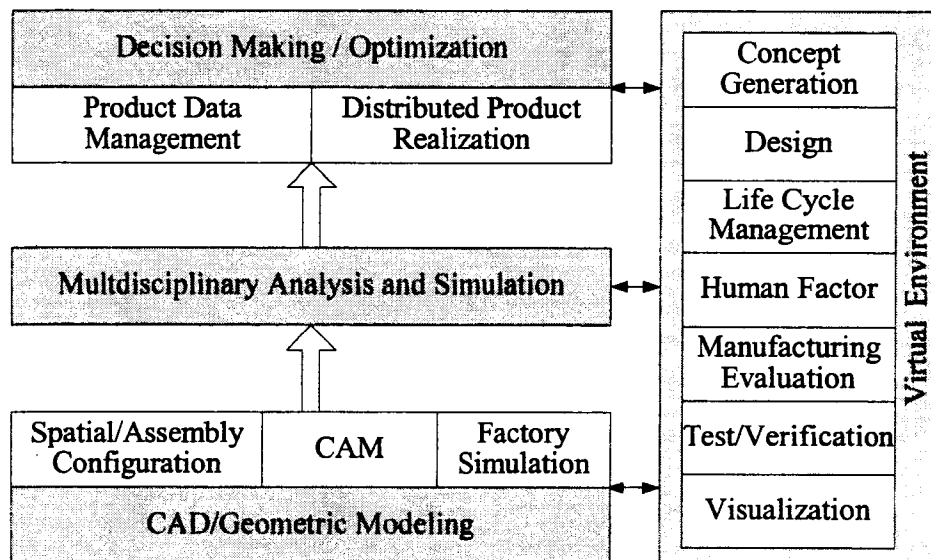 Decision Making / Optimization
Product Data
Management
Distributed Product
Realization
Multdisciplinary Analysis and Simulation
Spatial/Assembly
Configuration
CAM
Factory
Simulation
CAD/Geometric Modeling
Concept
Generation
Design
Life Cycle
Management
Human Factor
Manufacturing
Evaluation
Test/Verification
Visualization
Virtual Environment